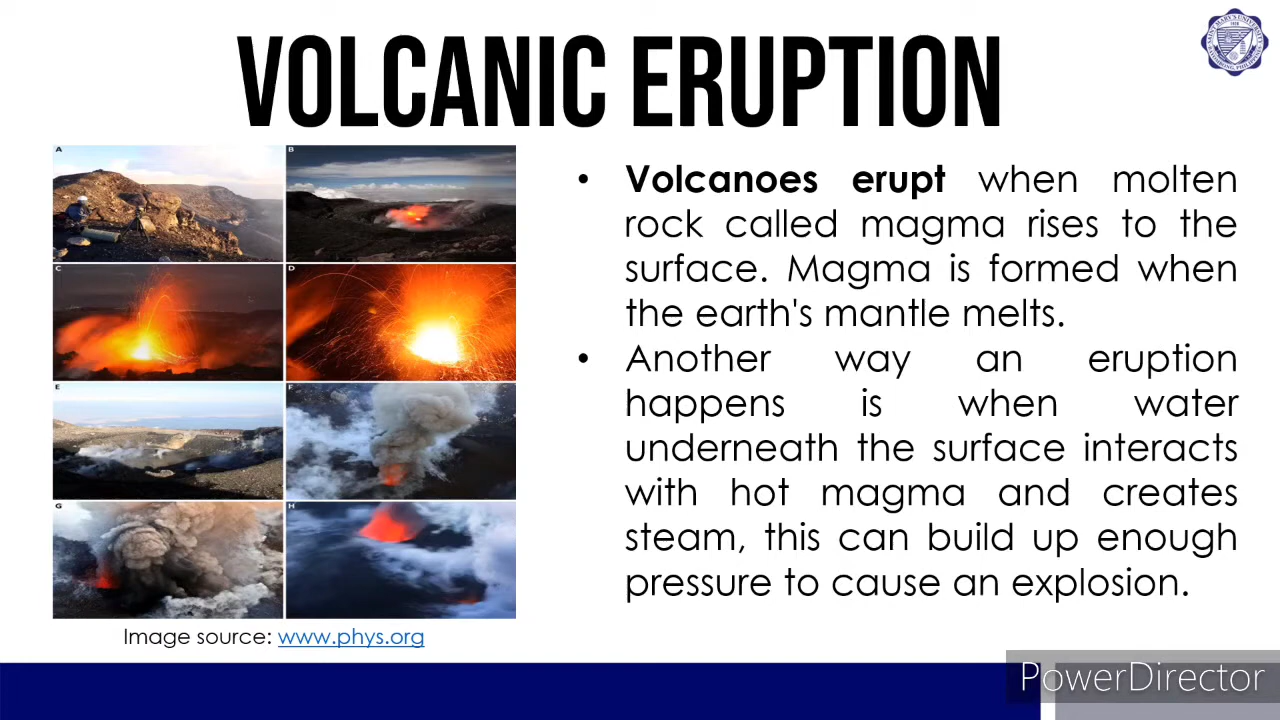 VOLCANIC ERUPTION
A
B
C
D
E
F
G
H
• Volcanoes erupt when molten
rock called magma rises to the
surface. Magma is formed when
the earth's mantle melts.
• Another way an eruption
happens is when water
underneath the surface interacts
with hot magma and creates
steam, this can build up enough
pressure to cause an explosion.
Image source: www.phys.org
PowerDirector